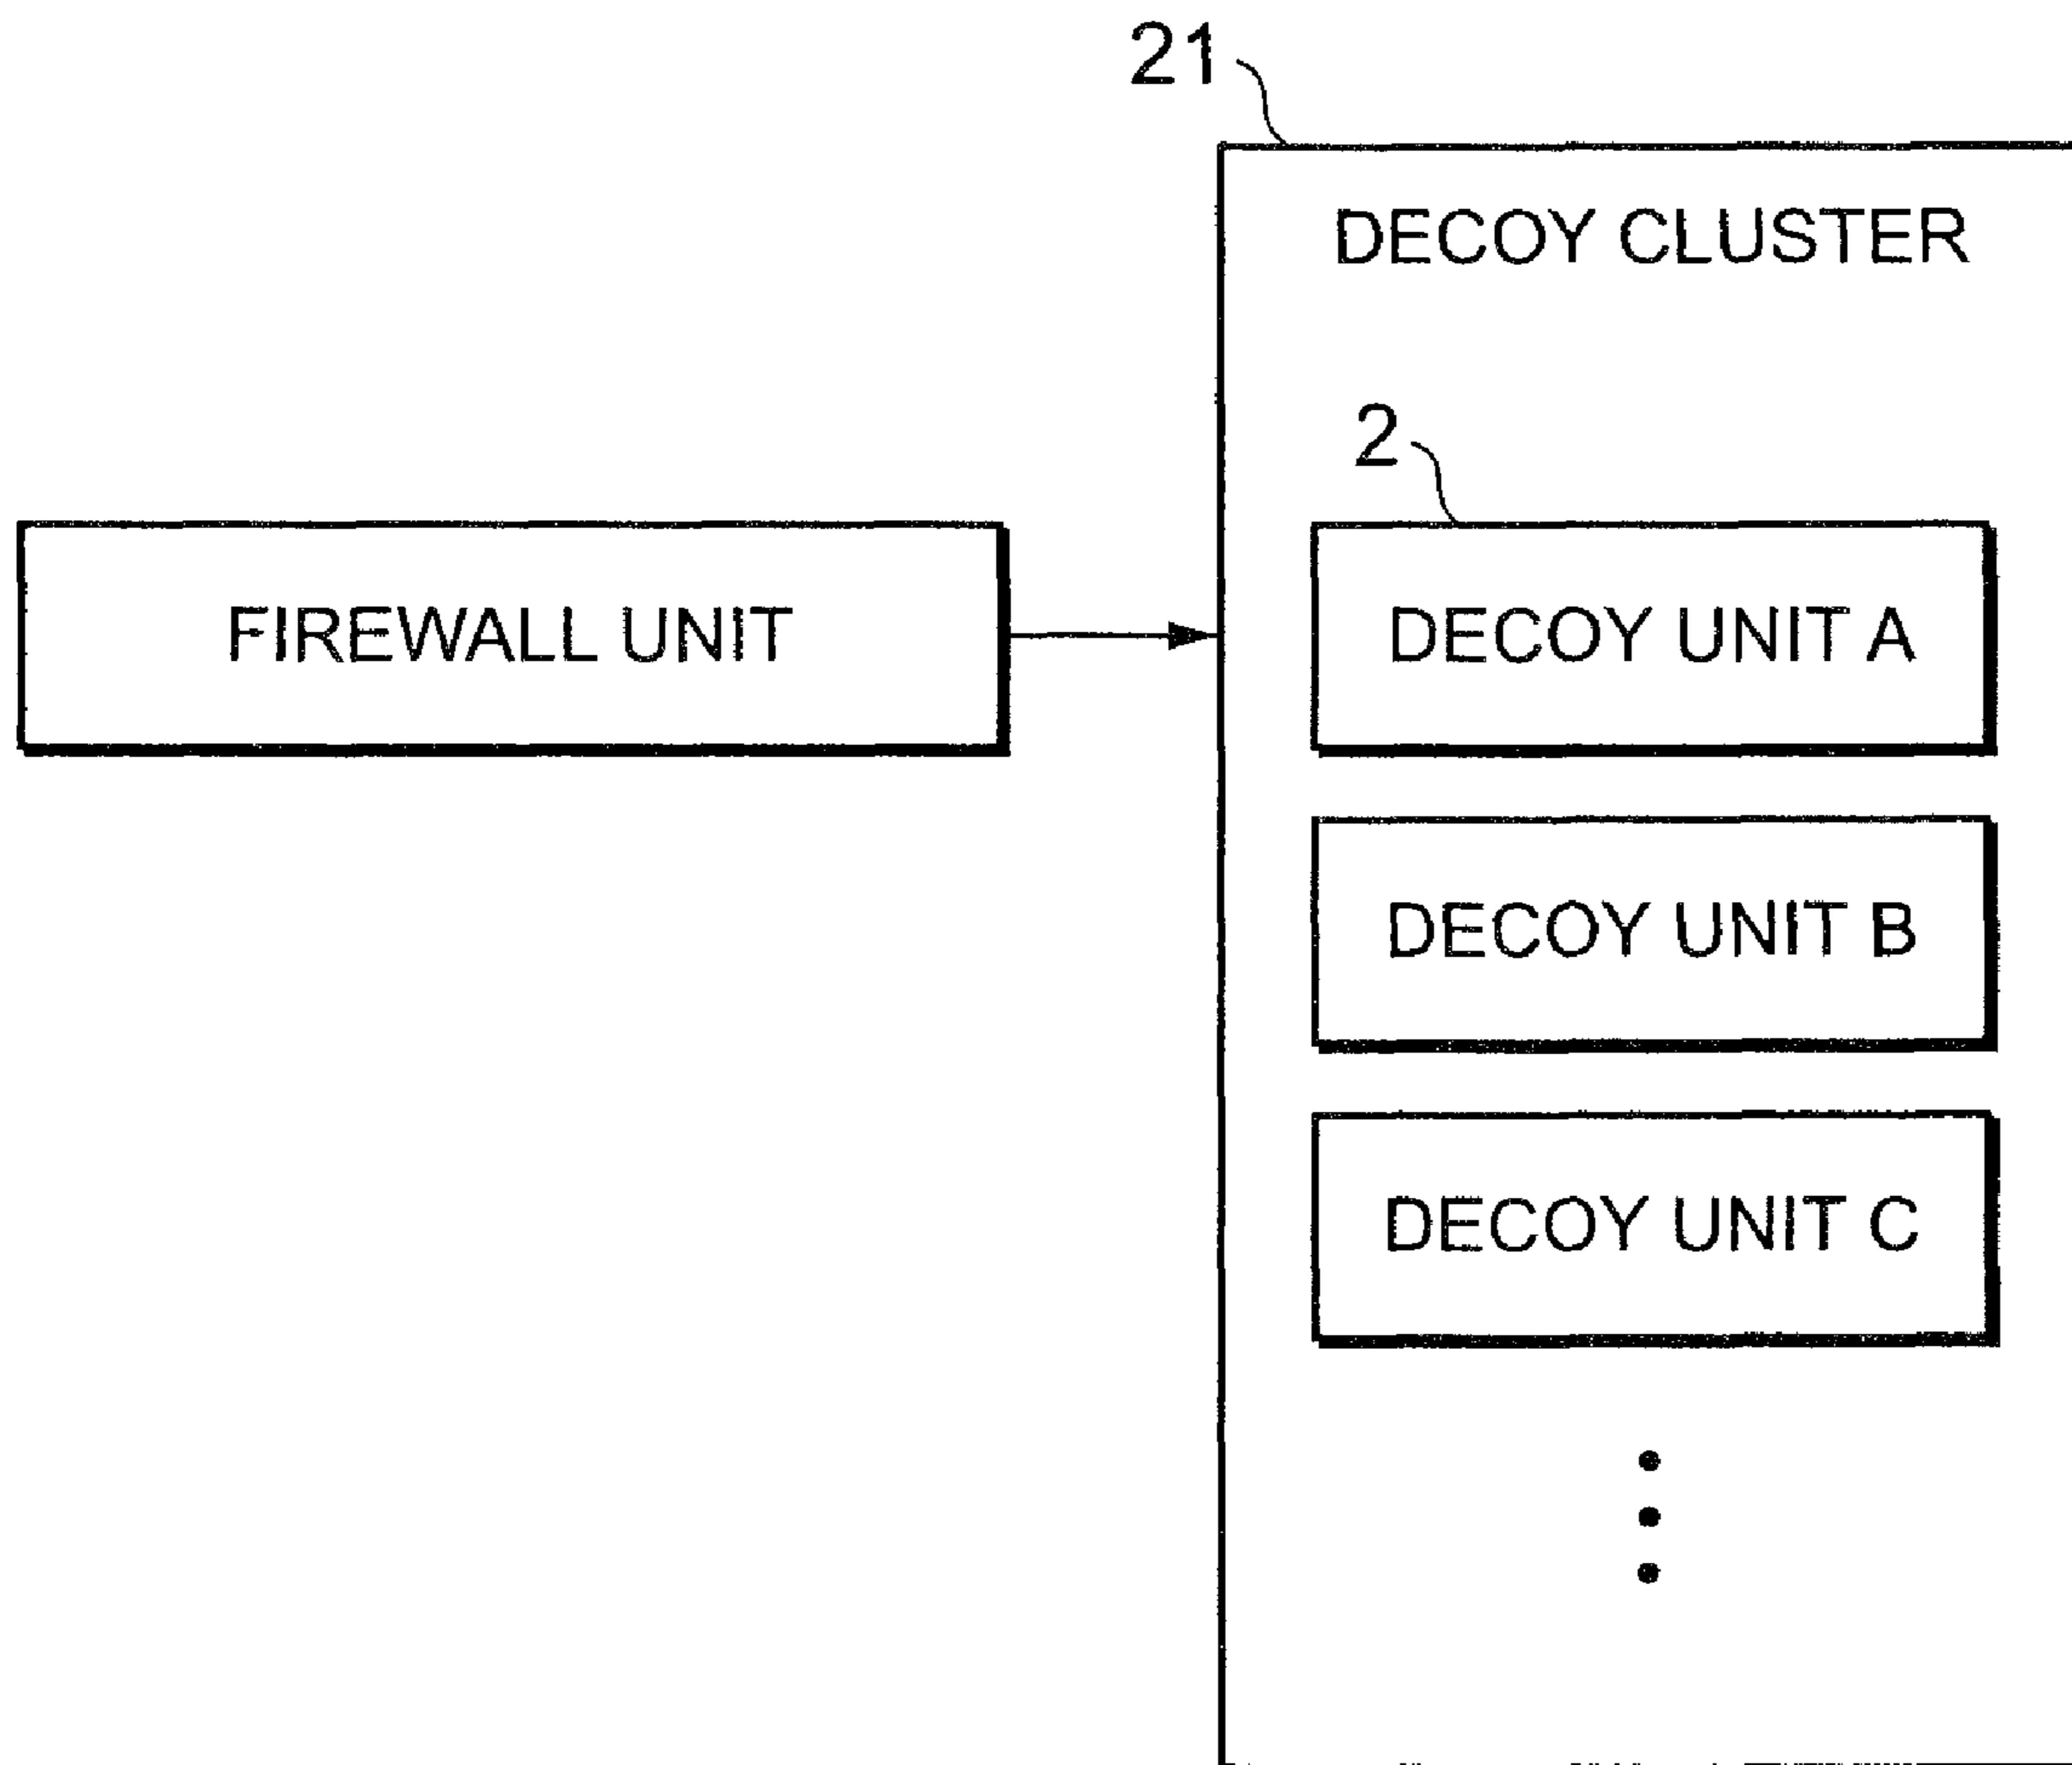 21
DECOY CLUSTER
2
FIREWALL UNIT
DECOY UNIT A
DECOY UNIT B
DECOY UNIT C